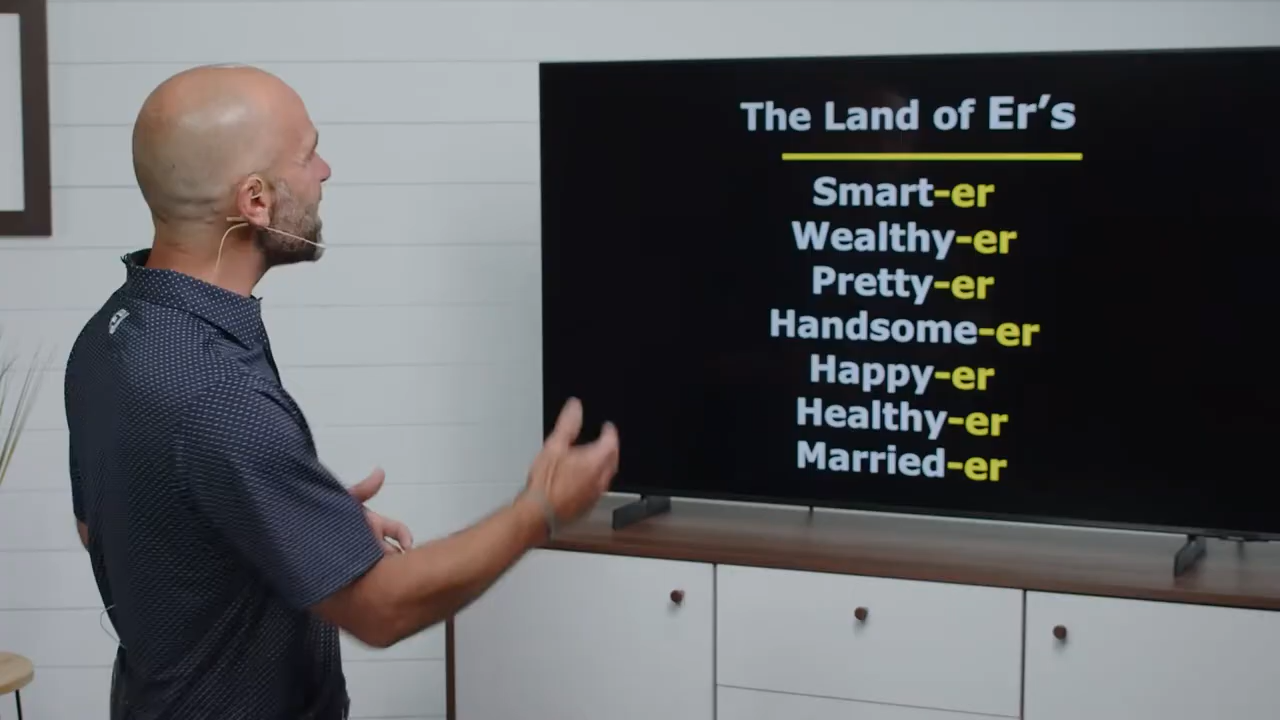 The Land of Er's
Smart-er
Wealthy-er
Pretty-er
Handsome-er
Happy-er
Healthy-er
Married-er